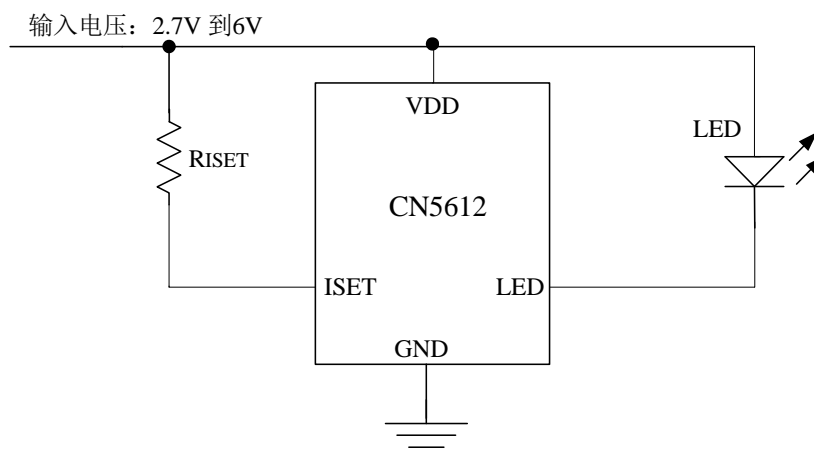 输入电压：2.7V 到6V
VDD
LED
RISET
CN5612
ISET
LED
GND